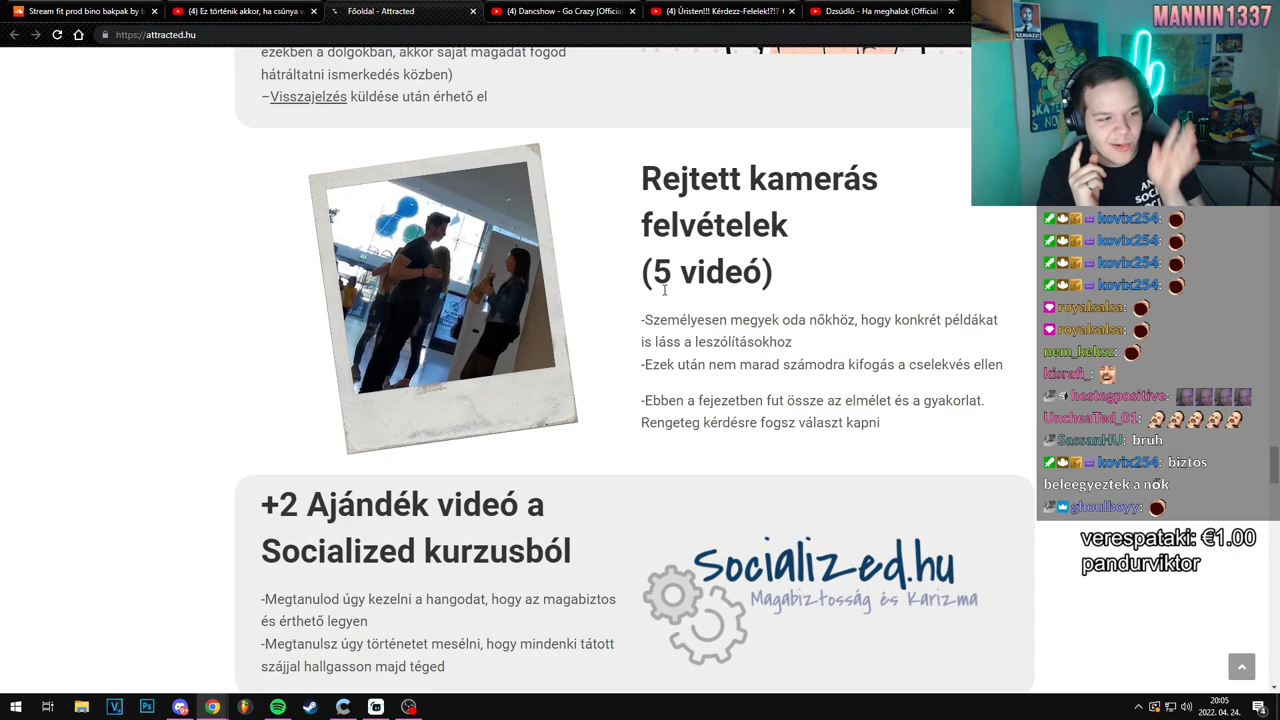 Stream fit prod bino bakpak by b
(4) Ez történik akkor, ha csúnya v
Főoldal - Attracted
(4) Dancshow - Go Crazy [Official
(4) Úristen!!! Kérdezz-Felelek!?!?
Dzsúdló - Ha meghalok (Official
https://attracted.hu
MANNIN1337
SZAVAZZ!
ezekben a dolgokban, akkor saját magadat fogod
hátráltatni ismerkedés közben)
–Visszajelzés küldése után érhető el
Rejtett kamerás
felvételek
(5 videó)
-Személyesen megyek oda nőkhöz, hogy konkrét példákat
is láss a leszólításokhoz
-Ezek után nem marad számodra kifogás a cselekvés ellen
-Ebben a fejezetben fut össze az elmélet és a gyakorlat.
Rengeteg kérdésre fogsz választ kapni
+2 Ajándék videó a
Socialized kurzusból
-Megtanulod úgy kezelni a hangodat, hogy az magabiztos
és érthető legyen
-Megtanulsz úgy történetet mesélni, hogy mindenki tátott
szájjal hallgasson majd téged
Socialized.hu
Magabiztosság és Karizma
kovix254:
kovix254:
kovix254:
kovix254:
royalsalsa:
royalsalsa:
nem_keksz:
kisrafi_:
hestegpositive:
UncheaTed_01:
SassanHU: bruh
kovix254: biztos
beleegyeztek a nők
ghoulboyy:
verespataki: €1.00
pandurviktor
20:05
2022. 04. 24.
4